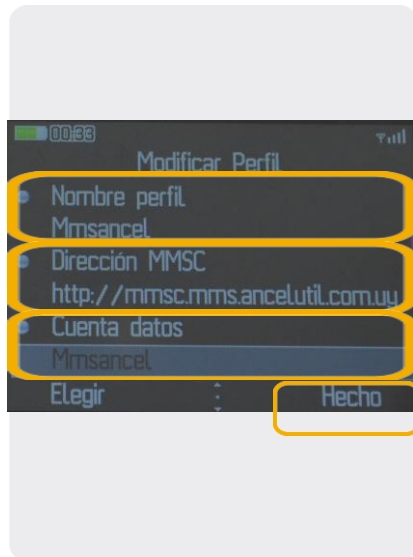 00:33
Modificar Perfil
Nombre perfil
Mmsancel
Dirección MMSC
http://mmsc.mms.ancelutil.com.uy
Cuenta datos
Mmsancel
Elegir Hecho